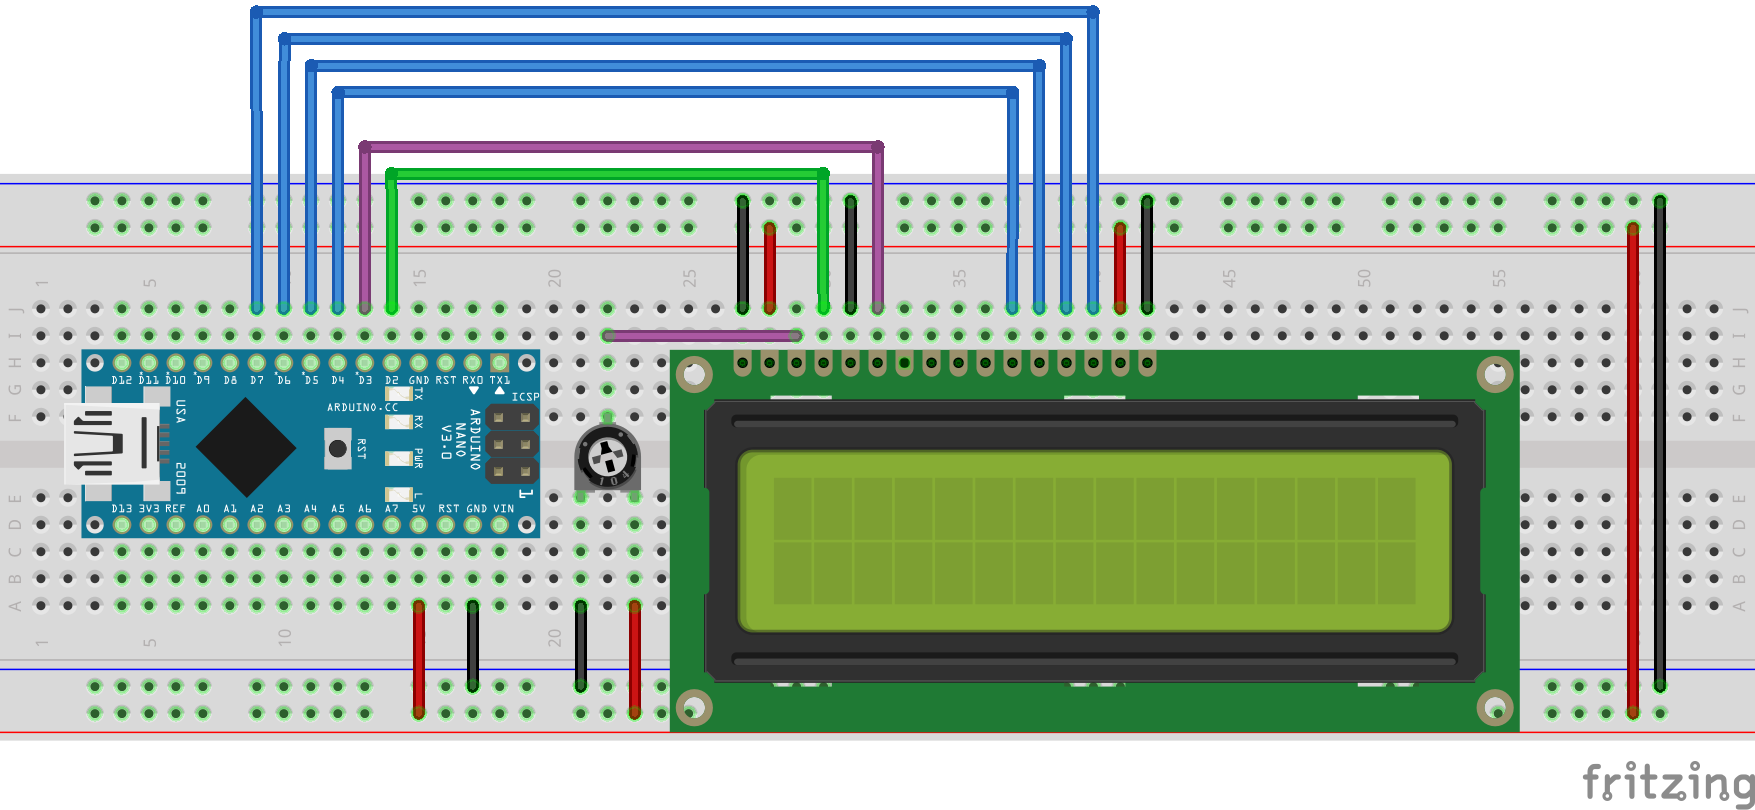 1 5 15 20 25 35 45 50 55
J J
I I
H H
G G
F F
D12 D11 D10 D9 D8 D7 D6 D5 D4 D3 D2 GND RST RX0 TX1
ICSP
TX
RX
PWR
L
ARDUINO.CC
USA
2005
RST
ARDUINO
NANO
V3.0
1
D13 3V3 REF A0 A1 A2 A3 A4 A5 A6 A7 5V RST GND VIN
104
E E
D D
C C
B B
A A
1 5 10 20
fritzing